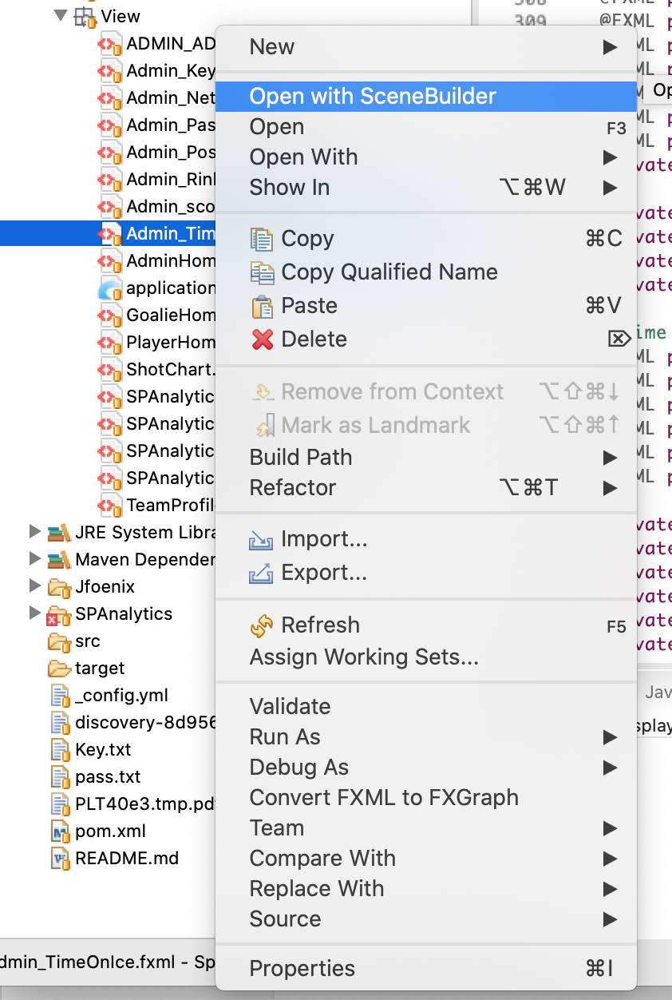 View
ADMIN_AD
Admin_Key
Admin_Net
Admin_Pas
Admin_Pos
Admin_Rin
Admin_sco
Admin_Tim
AdminHom
application
GoalieHom
PlayerHom
ShotChart.
SPAnalytic
SPAnalytic
SPAnalytic
SPAnalytic
TeamProfil
JRE System Libra
Maven Depender
Jfoenix
SPAnalytics
src
target
_config.yml
discovery-8d956
Key.txt
pass.txt
PLT40e3.tmp.pd
pom.xml
README.md
dmin_TimeOnIce.fxml - Sp
New
Open with SceneBuilder
Open F3
Open With
Show In ⌥⌘W
Copy ⌘C
Copy Qualified Name
Paste ⌘V
Delete ⌦
Remove from Context ⌥⇧⌘↓
Mark as Landmark ⌥⇧⌘↑
Build Path
Refactor ⌥⌘T
Import...
Export...
Refresh F5
Assign Working Sets...
Validate
Run As
Debug As
Convert FXML to FXGraph
Team
Compare With
Replace With
Source
Properties ⌘I
309 @FXML p
ML p
ML
Op
ML p
ML p
vate
vate
vate
vate
vate
ime
ML p
ML p
ML p
ML p
ML p
ML p
vate
vate
vate
vate
vate
vate
Jav
splay